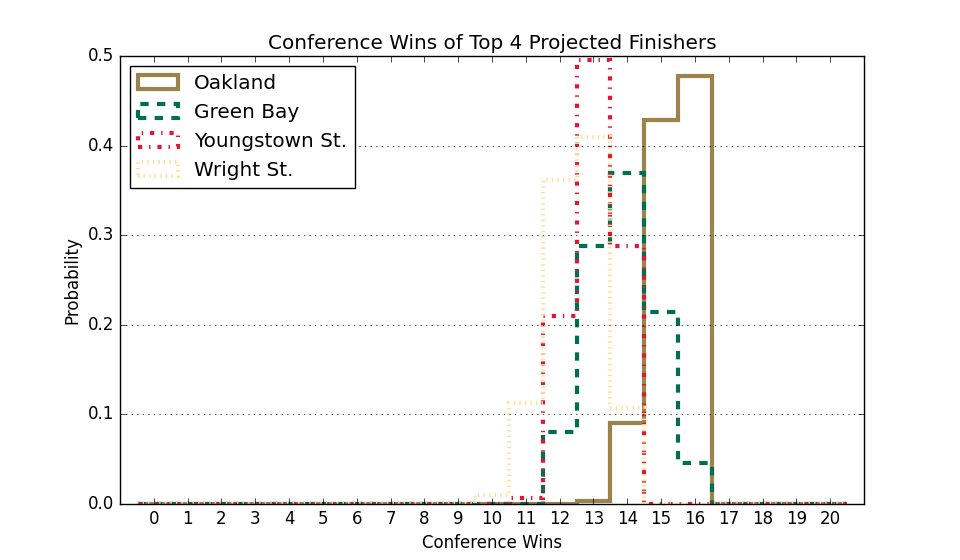 Conference Wins of Top 4 Projected Finishers
0.5
Oakland
Green Bay
Youngstown St.
Wright St.
0.4
0.3
Probability
0.2
0.1
0.0
0 1 2 3 4 5 6 7 8 9 10 11 12 13 14 15 16 17 18 19 20
Conference Wins